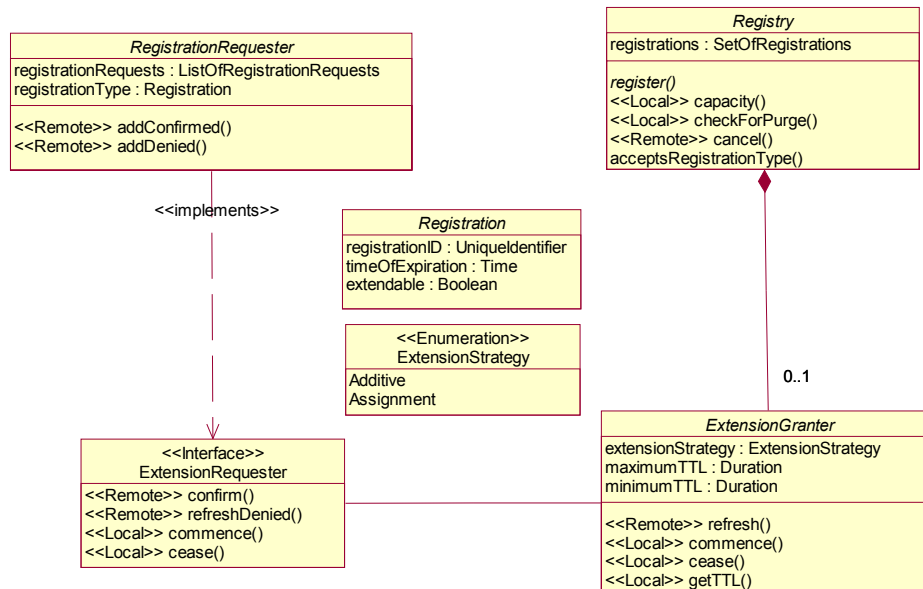 RegistrationRequester
registrationRequests : ListOfRegistrationRequests
registrationType : Registration
<<Remote>> addConfirmed()
<<Remote>> addDenied()
Registry
registrations : SetOfRegistrations
register()
<<Local>> capacity()
<<Local>> checkForPurge()
<<Remote>> cancel()
acceptsRegistrationType()
<<implements>>
Registration
registrationID : UniqueIdentifier
timeOfExpiration : Time
extendable : Boolean
<<Enumeration>>
ExtensionStrategy
Additive
Assignment
0..1
<<Interface>>
ExtensionRequester
<<Remote>> confirm()
<<Remote>> refreshDenied()
<<Local>> commence()
<<Local>> cease()
ExtensionGranter
extensionStrategy : ExtensionStrategy
maximumTTL : Duration
minimumTTL : Duration
<<Remote>> refresh()
<<Local>> commence()
<<Local>> cease()
<<Local>> getTTL()